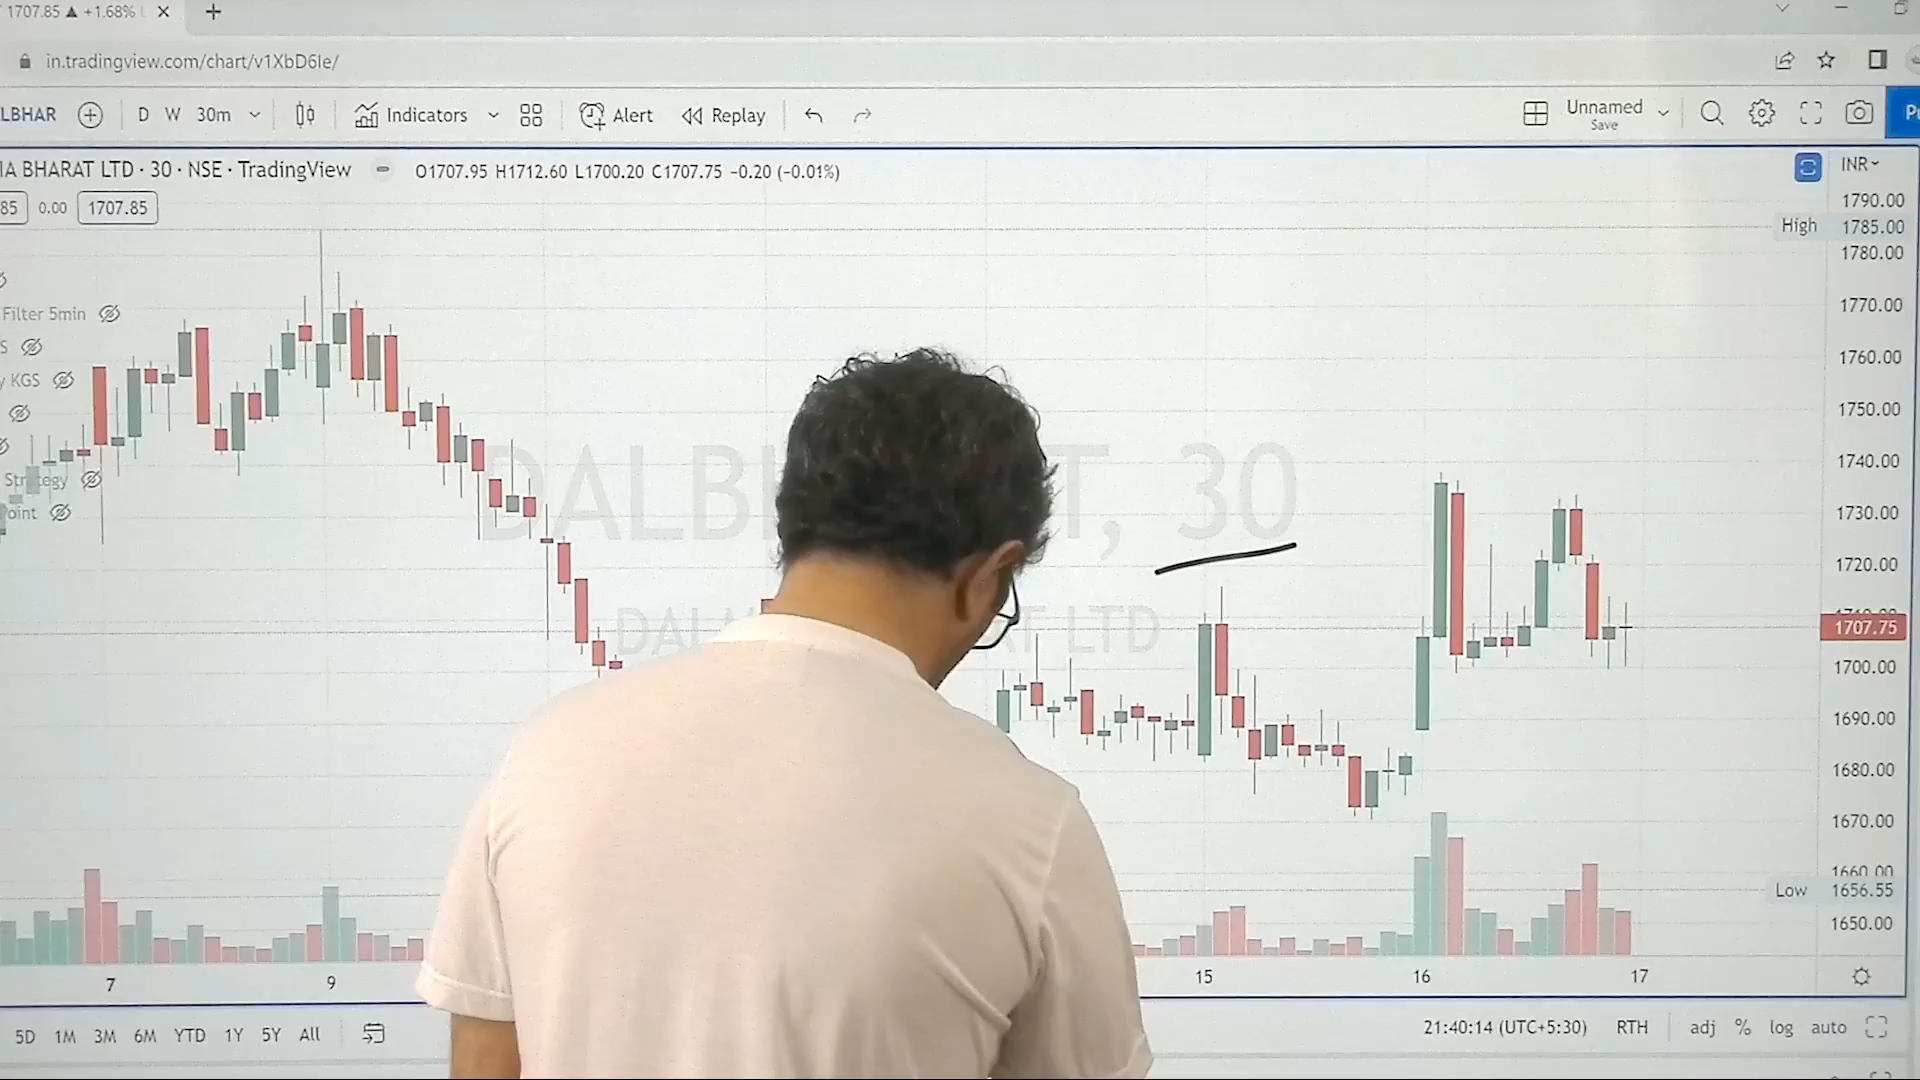 1707.85 ▲ +1.68%
in.tradingview.com/chart/v1XbD6Ie/
LBHAR D W 30m Indicators Alert Replay Unnamed
Save
IA BHARAT LTD · 30 · NSE · TradingView O1707.95 H1712.60 L1700.20 C1707.75 −0.20 (−0.01%) INR
85 0.00 1707.85
1790.00
High 1785.00
1780.00
Filter 5min
1770.00
S
1760.00
y KGS
1750.00
1740.00
Strategy
oint
DALB T, 30
1730.00
1720.00
DAL T LTD
1707.75
1700.00
1690.00
1680.00
1670.00
1660.00
Low 1656.55
1650.00
7 9 15 16 17
5D 1M 3M 6M YTD 1Y 5Y All 21:40:14 (UTC+5:30) RTH adj % log auto